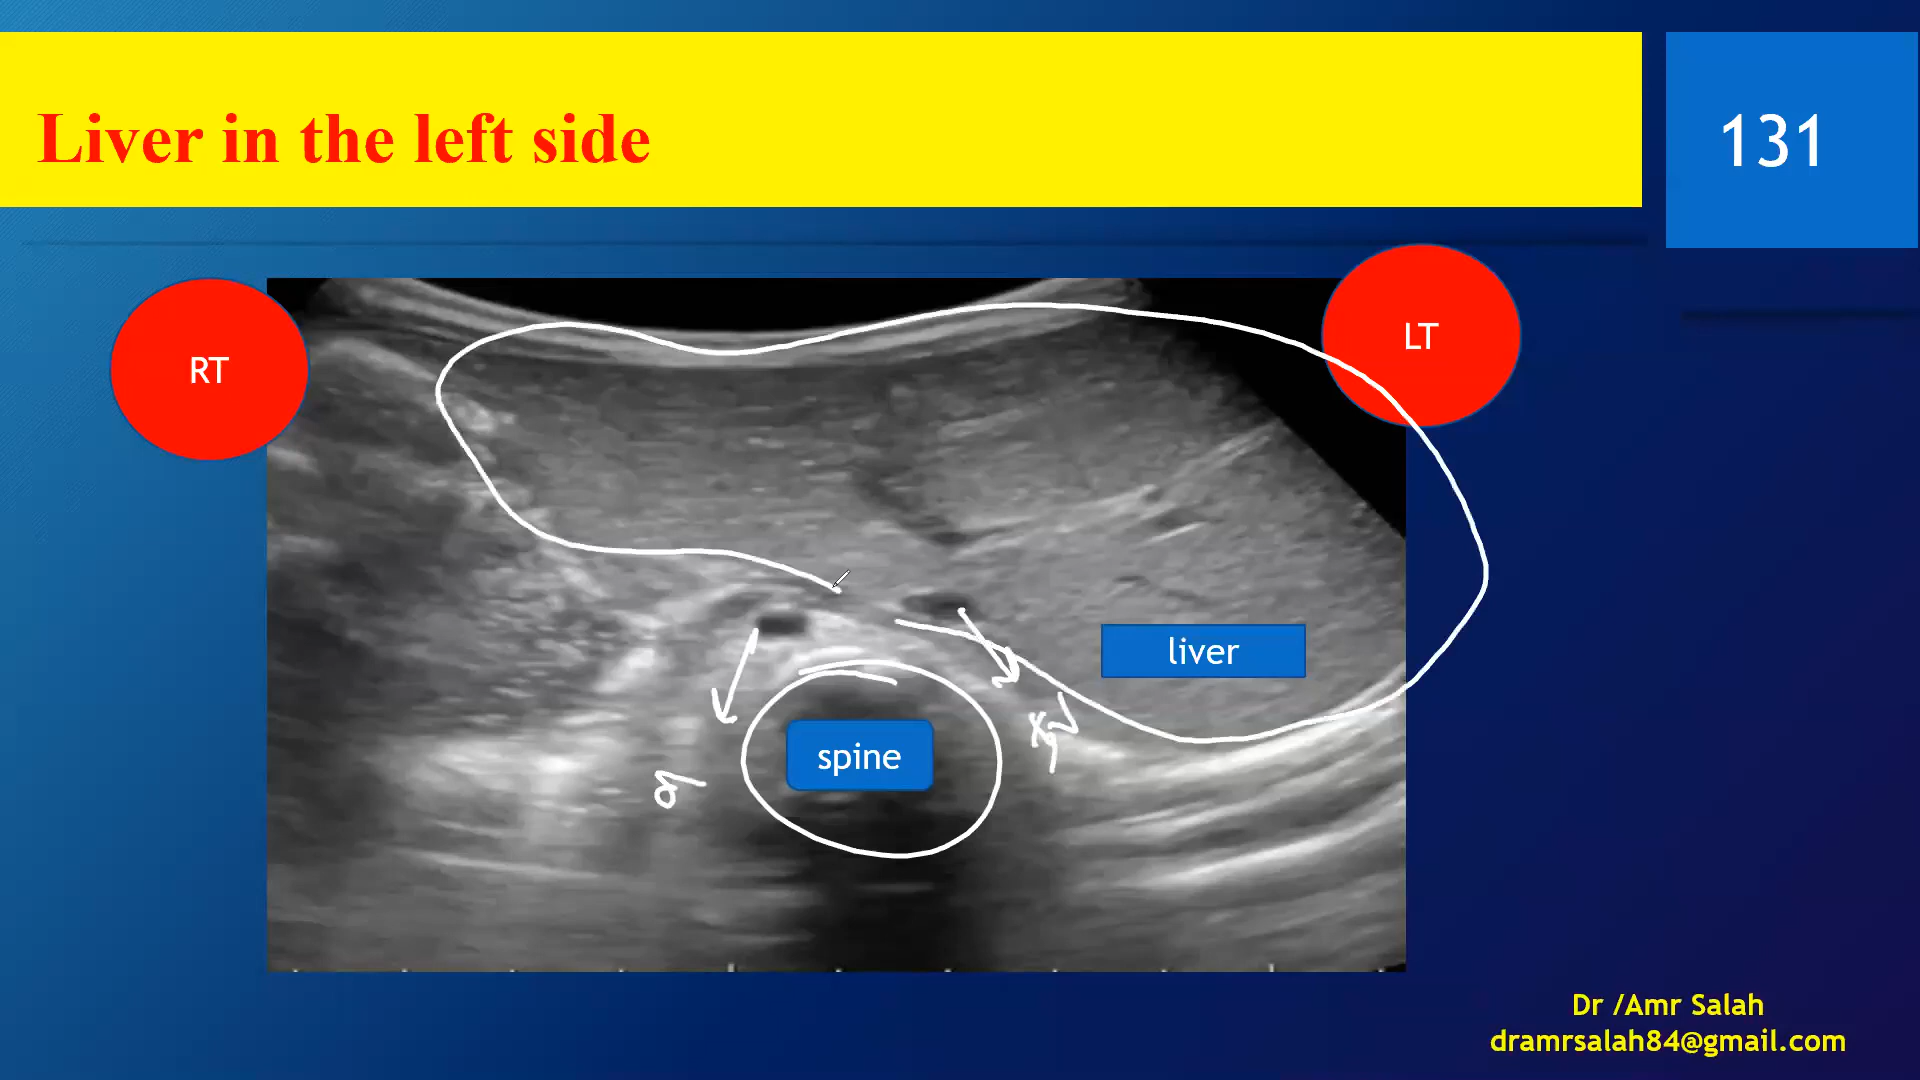 Liver in the left side
131
RT
LT
liver
spine
Dr /Amr Salah
dramrsalah84@gmail.com